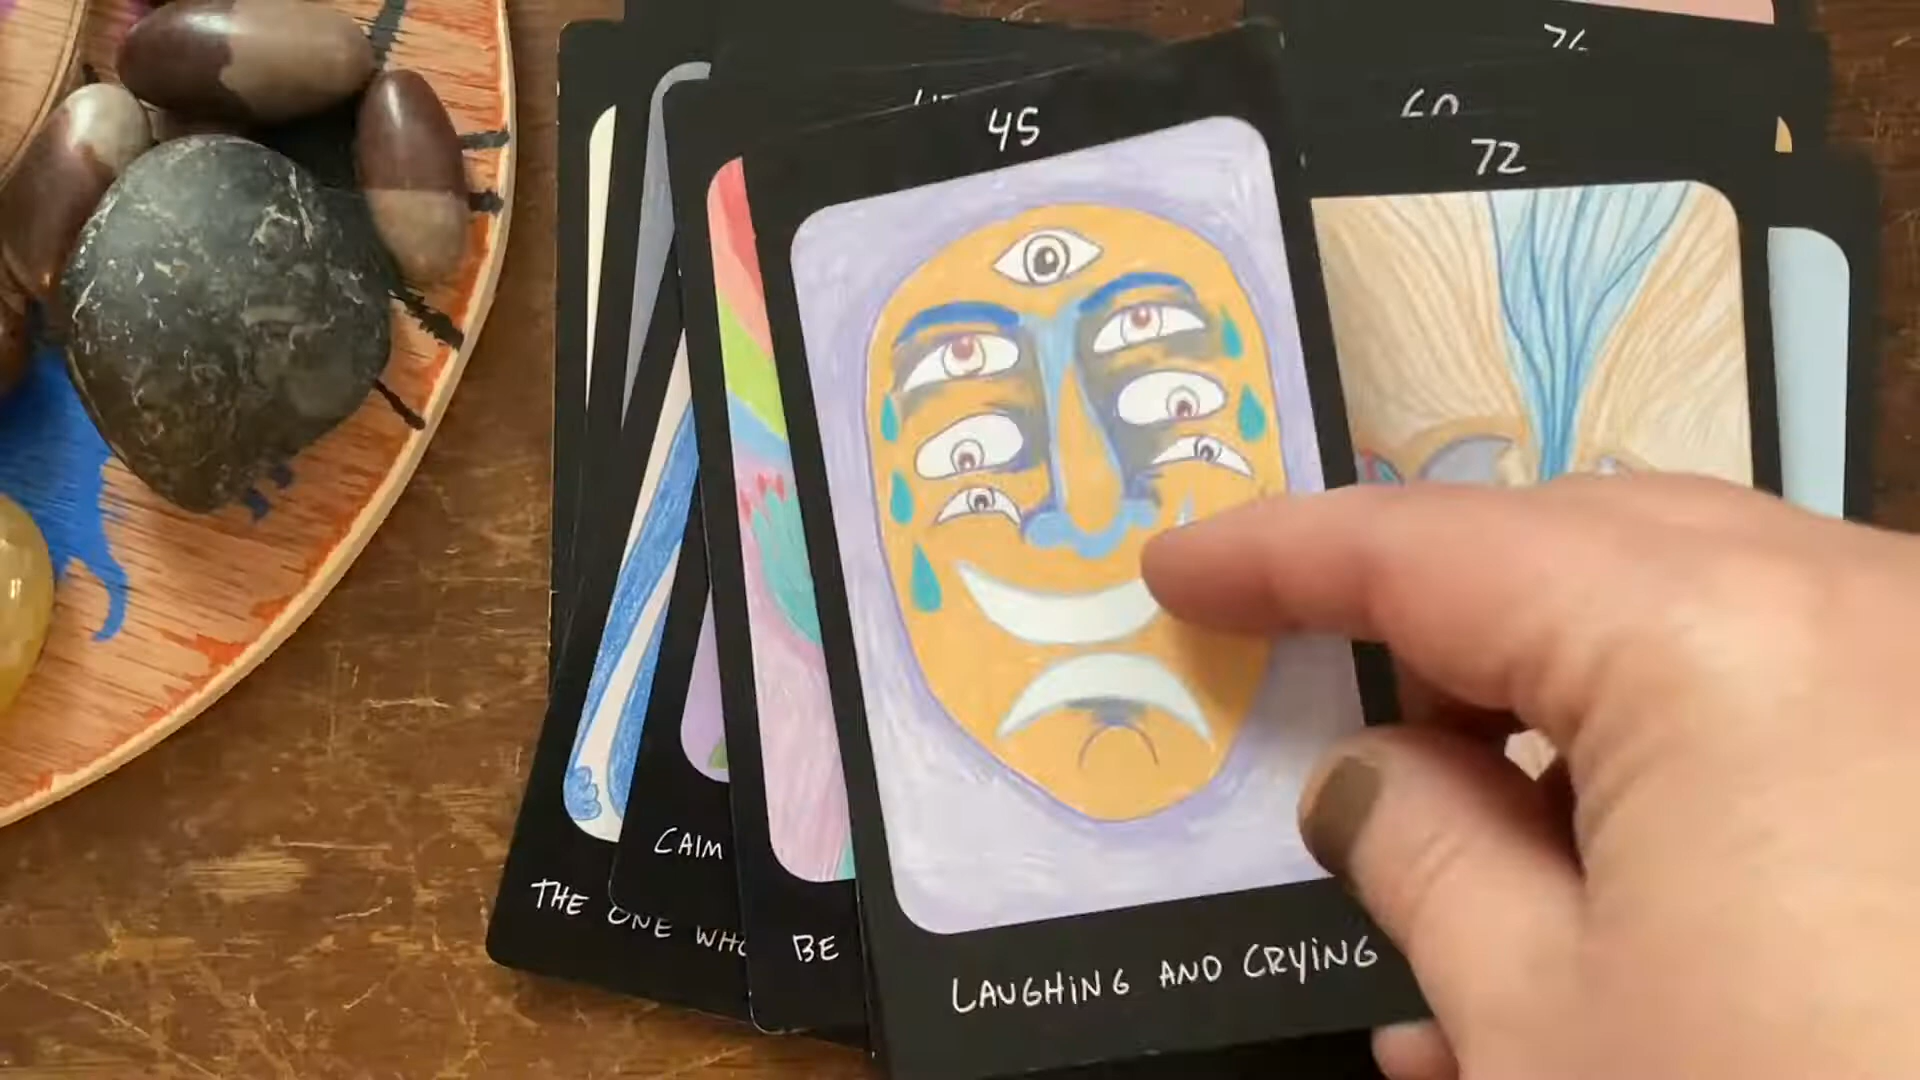 45
72
CALM
THE ONE WHO
BE
LAUGHING AND CRYING